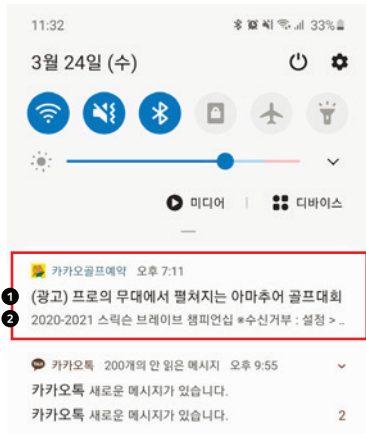 11:32 33%
3월 24일 (수)
미디어 디바이스
카카오골프예약 오후 7:11
1 (광고) 프로의 무대에서 펼쳐지는 아마추어 골프대회
2 2020-2021 스릭슨 브레이브 챔피언십 ※수신거부 : 설정 > ..
카카오톡 200개의 안 읽은 메시지 오후 9:55
카카오톡 새로운 메시지가 있습니다.
카카오톡 새로운 메시지가 있습니다. 2